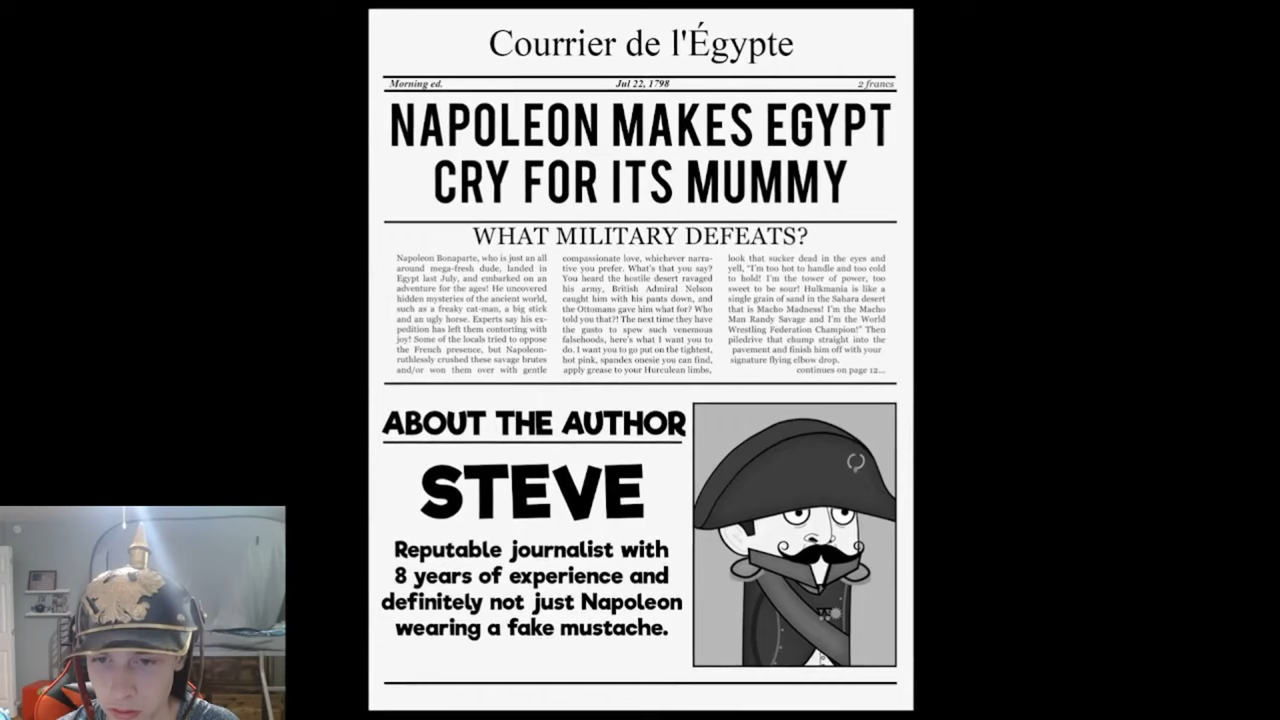 Courrier de l'Égypte
Morning ed. Jul 22, 1798 2 francs
NAPOLEON MAKES EGYPT
CRY FOR ITS MUMMY
WHAT MILITARY DEFEATS?
Napoleon Bonaparte, who is just an all
around mega-fresh dude, landed in
Egypt last July, and embarked on an
adventure for the ages! He uncovered
hidden mysteries of the ancient world,
such as a freaky cat-man, a big stick
and an ugly horse. Experts say his ex-
pedition has left them contorting with
joy! Some of the locals tried to oppose
the French presence, but Napoleon-
ruthlessly crushed these savage brutes
and/or won them over with gentle
compassionate love, whichever narra-
tive you prefer. What's that you say?
You heard the hostile desert ravaged
his army, British Admiral Nelson
caught him with his pants down, and
the Ottomans gave him what for? Who
told you that?! The next time they have
the gusto to spew such venemous
falsehoods, here's what I want you to
do. I want you to go put on the tightest,
hot pink, spandex onesie you can find,
apply grease to your Hurculean limbs,
look that sucker dead in the eyes and
yell, "I'm too hot to handle and too cold
to hold! I'm the tower of power, too
sweet to be sour! Hulkmania is like a
single grain of sand in the Sahara desert
that is Macho Madness! I'm the Macho
Man Randy Savage and I'm the World
Wrestling Federation Champion!" Then
piledrive that chump straight into the
pavement and finish him off with your
signature flying elbow drop.
continues on page 12...
ABOUT THE AUTHOR
STEVE
Reputable journalist with
8 years of experience and
definitely not just Napoleon
wearing a fake mustache.